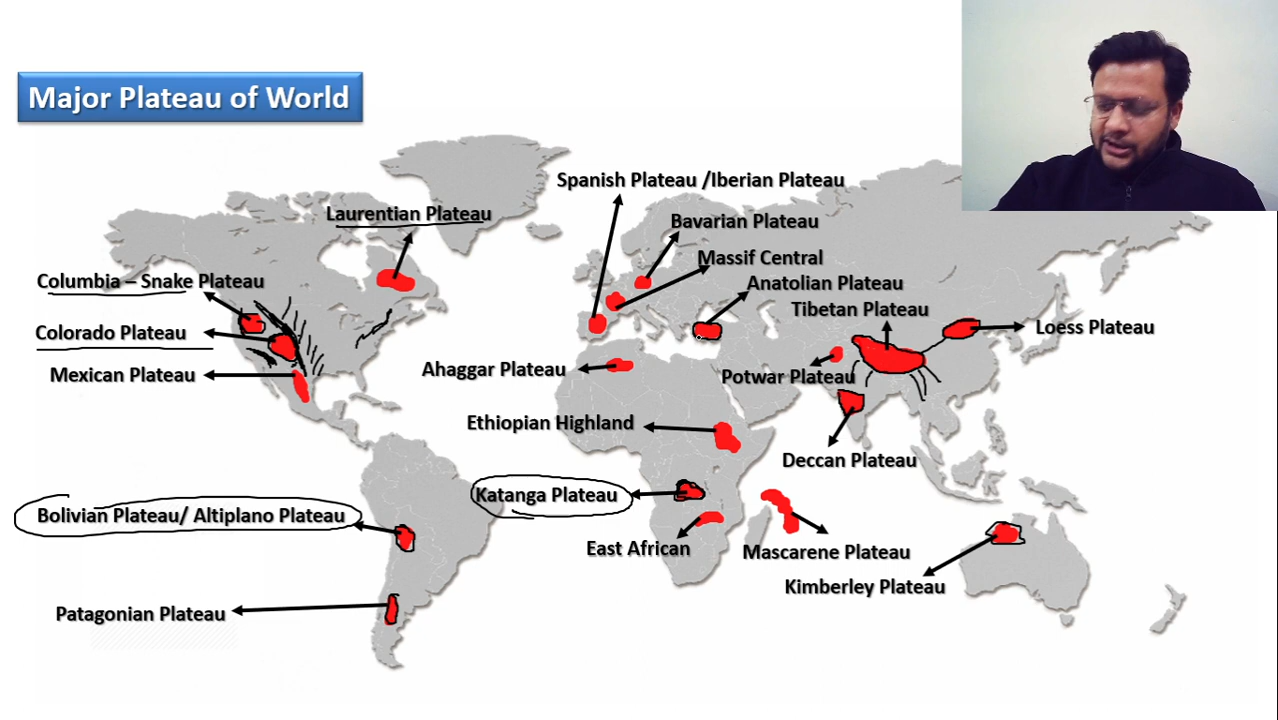 Major Plateau of World
Spanish Plateau /Iberian Plateau
Laurentian Plateau
Bavarian Plateau
Massif Central
Columbia – Snake Plateau
Anatolian Plateau
Tibetan Plateau
Colorado Plateau
Loess Plateau
Mexican Plateau
Ahaggar Plateau
Potwar Plateau
Ethiopian Highland
Deccan Plateau
Katanga Plateau
Bolivian Plateau/ Altiplano Plateau
East African
Mascarene Plateau
Kimberley Plateau
Patagonian Plateau